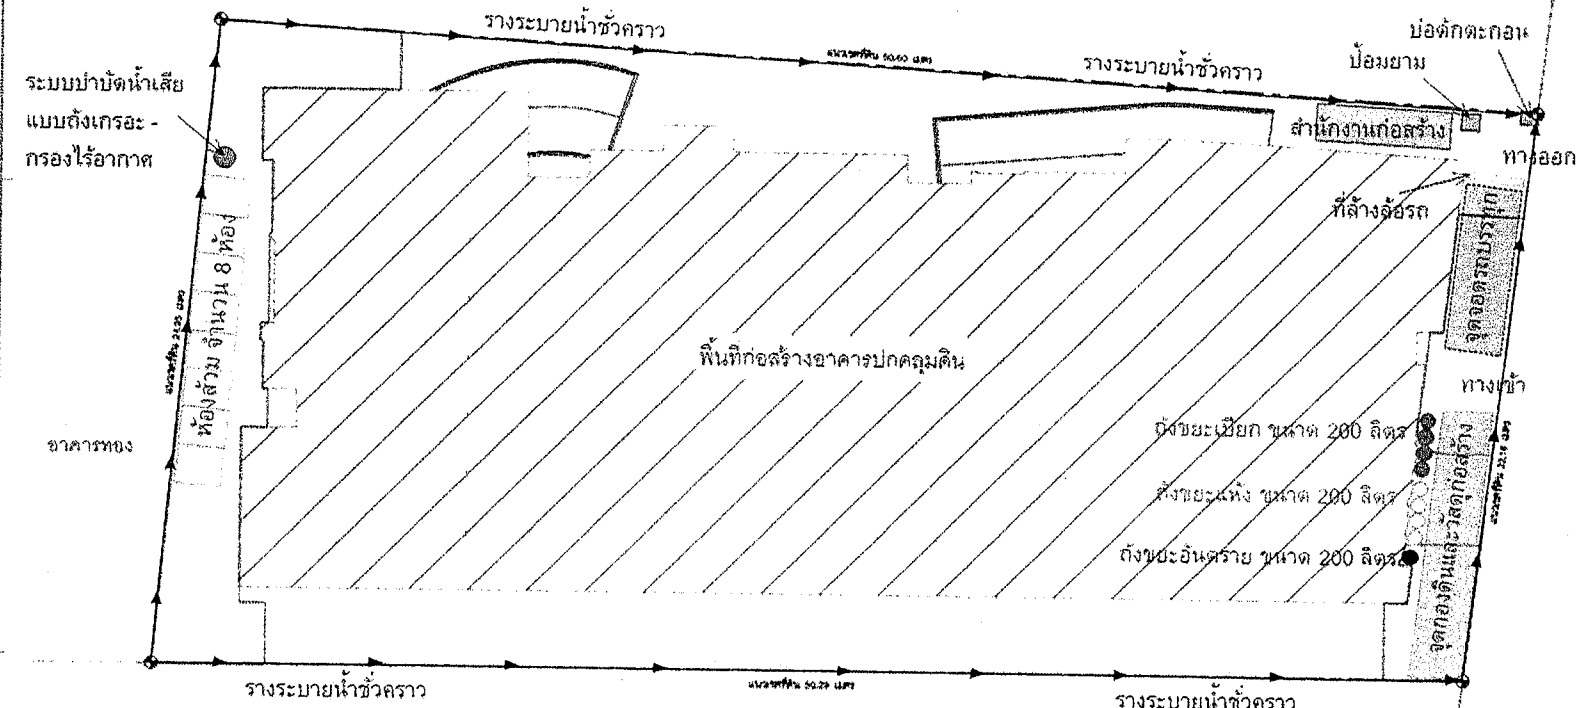 รางระบายน้ำชั่วคราว
บ่อดักตะกอน
ป้อมยาม
รางระบายน้ำชั่วคราว
ระบบบำบัดน้ำเสีย
แบบถังเกรอะ -
กรองไร้อากาศ
สำนักงานก่อสร้าง
ทางออก
ที่ล้างล้อรถ
จุดจอดรถบรรทุก
ห้องส้วม จำนวน 8 ห้อง
พื้นที่ก่อสร้างอาคารปกคลุมดิน
ทางเข้า
อาคารทอง
ถังขยะเปียก ขนาด 200 ลิตร
ถังขยะแห้ง ขนาด 200 ลิตร
ถังขยะอันตราย ขนาด 200 ลิตร
จุดกองดินและวัสดุก่อสร้าง
รางระบายน้ำชั่วคราว
รางระบายน้ำชั่วคราว